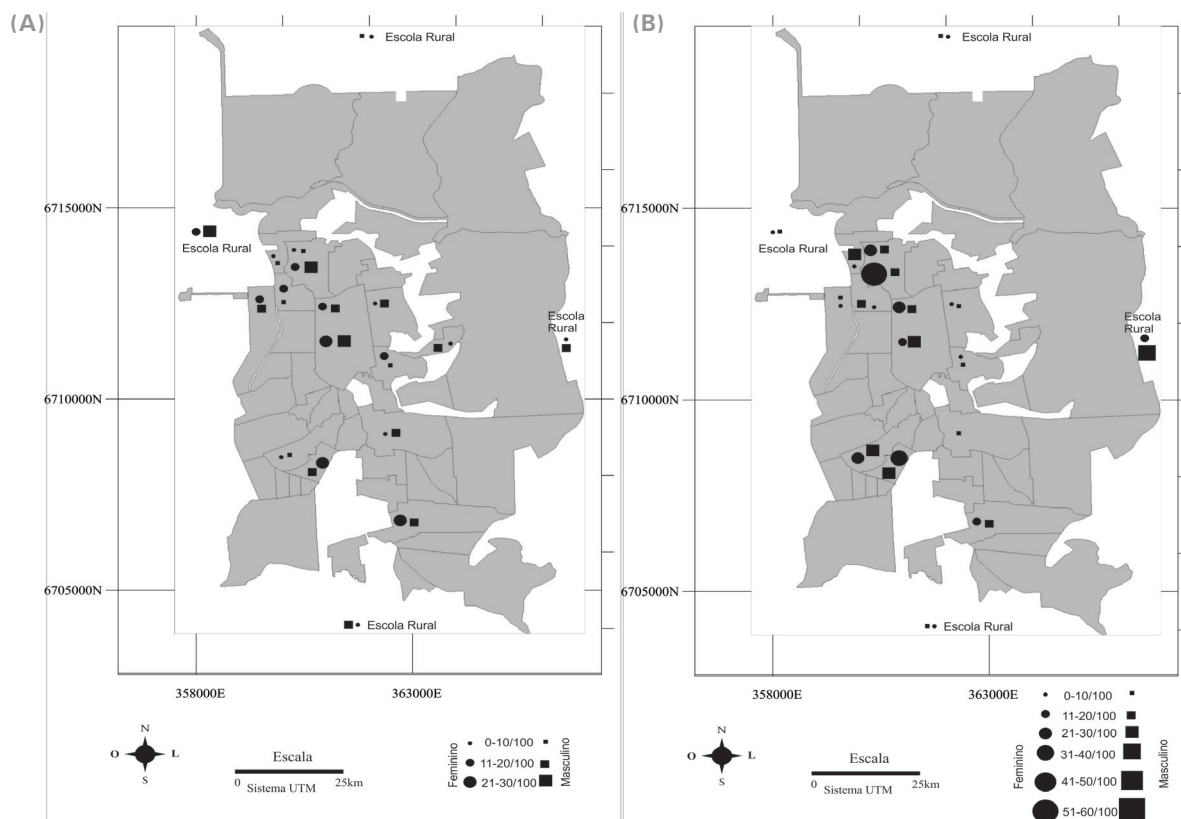 (A)
Escola Rural
6715000N
Escola Rural
Escola
Rural
6710000N
6705000N
Escola Rural
358000E
363000E
N
O
L
S
Escala
0
25km
Sistema UTM
Feminino
0-10/100
11-20/100
21-30/100
Masculino
(B)
Escola Rural
6715000N
Escola Rural
Escola
Rural
6710000N
6705000N
Escola Rural
358000E
363000E
N
O
L
S
Escala
0
25km
Sistema UTM
Feminino
0-10/100
11-20/100
21-30/100
31-40/100
41-50/100
51-60/100
Masculino